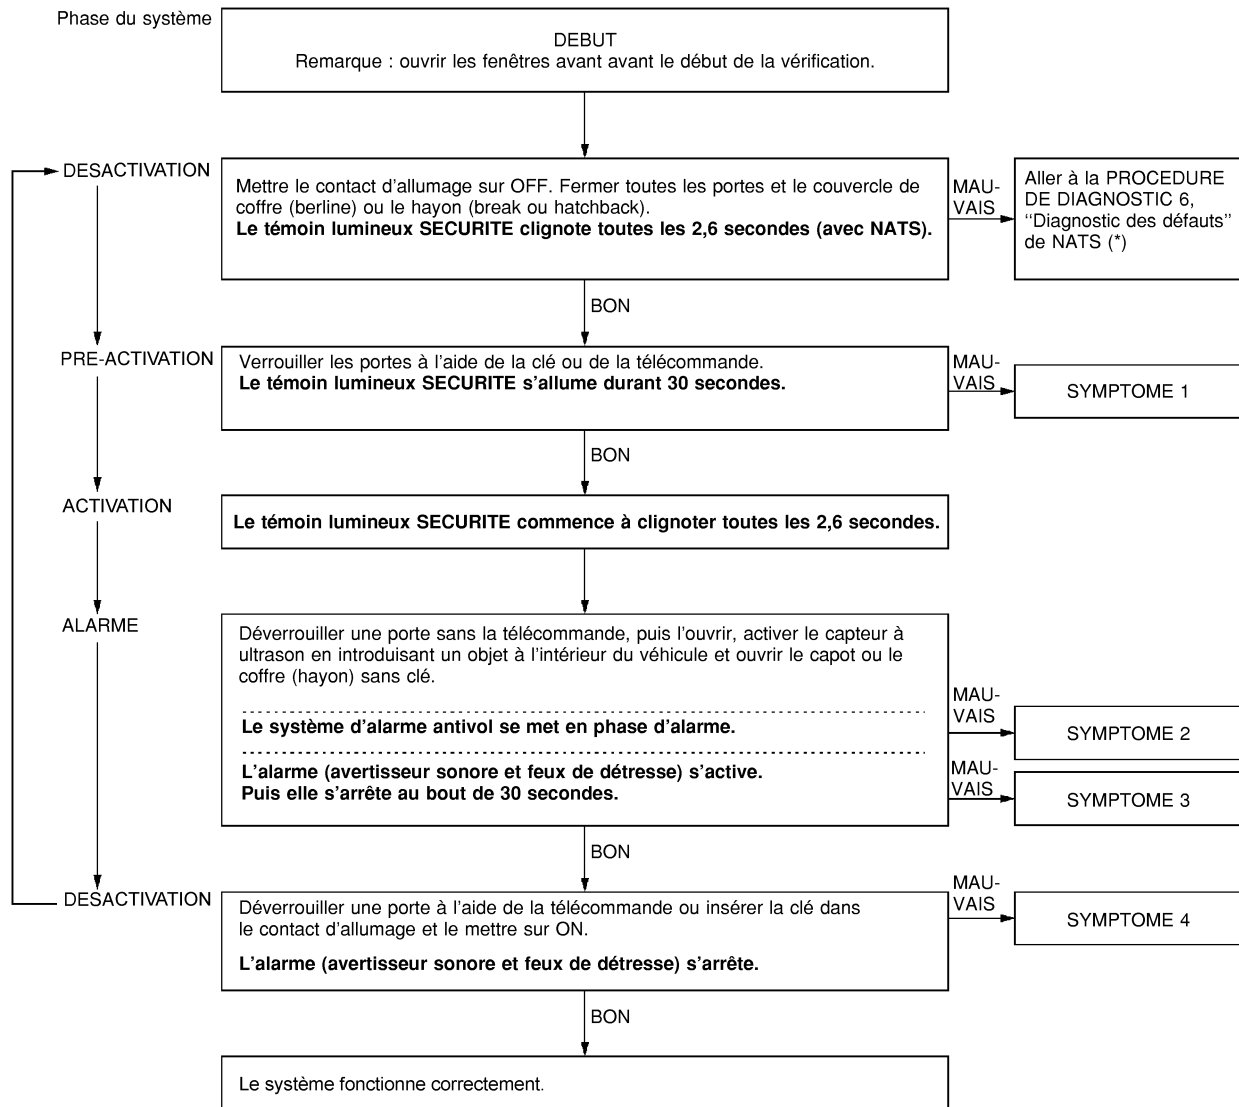 Phase du système
DEBUT
Remarque : ouvrir les fenêtres avant avant le début de la vérification.
DESACTIVATION
Mettre le contact d'allumage sur OFF. Fermer toutes les portes et le couvercle de
coffre (berline) ou le hayon (break ou hatchback).
Le témoin lumineux SECURITE clignote toutes les 2,6 secondes (avec NATS).
MAU-
VAIS
Aller à la PROCEDURE
DE DIAGNOSTIC 6,
‘‘Diagnostic des défauts’’
de NATS (*)
BON
PRE-ACTIVATION
Verrouiller les portes à l'aide de la clé ou de la télécommande.
Le témoin lumineux SECURITE s'allume durant 30 secondes.
MAU-
VAIS
SYMPTOME 1
BON
ACTIVATION
Le témoin lumineux SECURITE commence à clignoter toutes les 2,6 secondes.
ALARME
Déverrouiller une porte sans la télécommande, puis l'ouvrir, activer le capteur à
ultrason en introduisant un objet à l'intérieur du véhicule et ouvrir le capot ou le
coffre (hayon) sans clé.
Le système d'alarme antivol se met en phase d'alarme.
MAU-
VAIS
SYMPTOME 2
L'alarme (avertisseur sonore et feux de détresse) s'active.
Puis elle s'arrête au bout de 30 secondes.
MAU-
VAIS
SYMPTOME 3
BON
DESACTIVATION
Déverrouiller une porte à l'aide de la télécommande ou insérer la clé dans
le contact d'allumage et le mettre sur ON.
L'alarme (avertisseur sonore et feux de détresse) s'arrête.
MAU-
VAIS
SYMPTOME 4
BON
Le système fonctionne correctement.